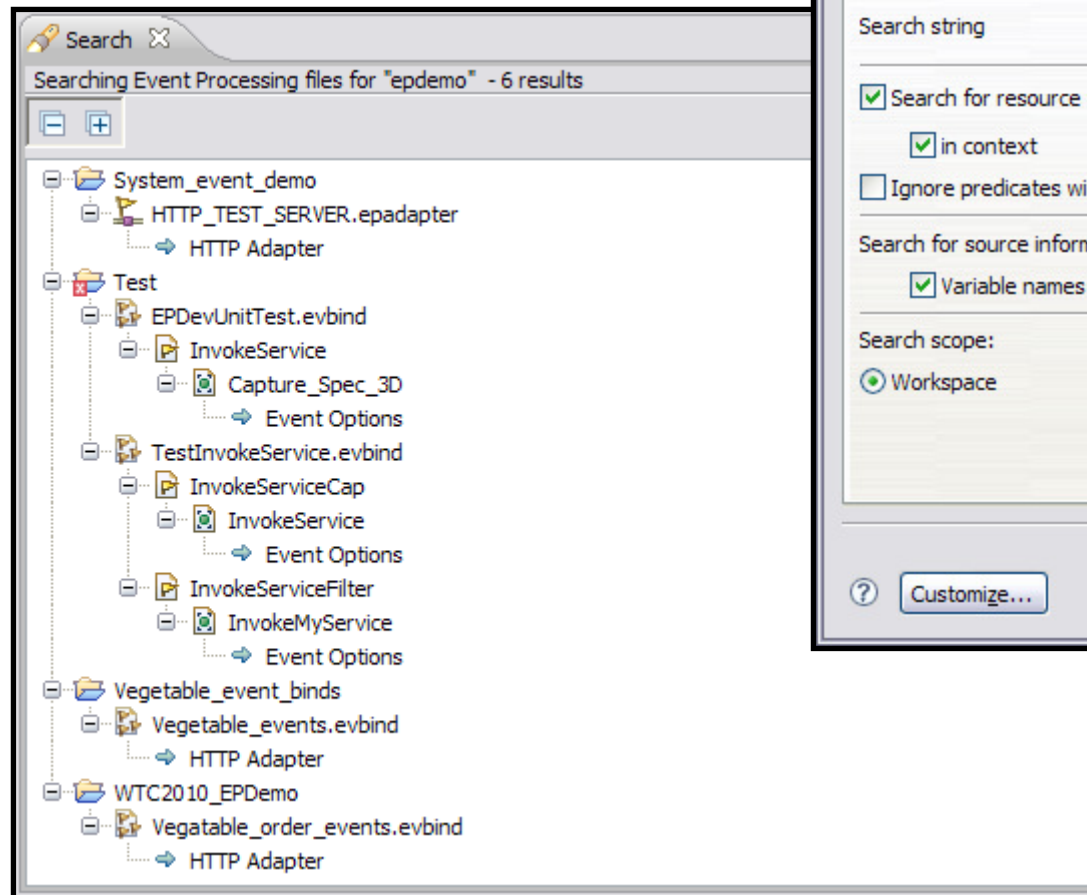 Search
Searching Event Processing files for "epdemo" - 6 results
System_event_demo
HTTP_TEST_SERVER.epadapter
HTTP Adapter
Test
EPDevUnitTest.evbind
InvokeService
Capture_Spec_3D
Event Options
TestInvokeService.evbind
InvokeServiceCap
InvokeService
Event Options
InvokeServiceFilter
InvokeMyService
Event Options
Vegetable_event_binds
Vegetable_events.evbind
HTTP Adapter
WTC2010_EPDemo
Vegatable_order_events.evbind
HTTP Adapter
Search string
Search for resource
in context
Ignore predicates wi
Search for source inform
Variable names
Search scope:
Workspace
? Customize...